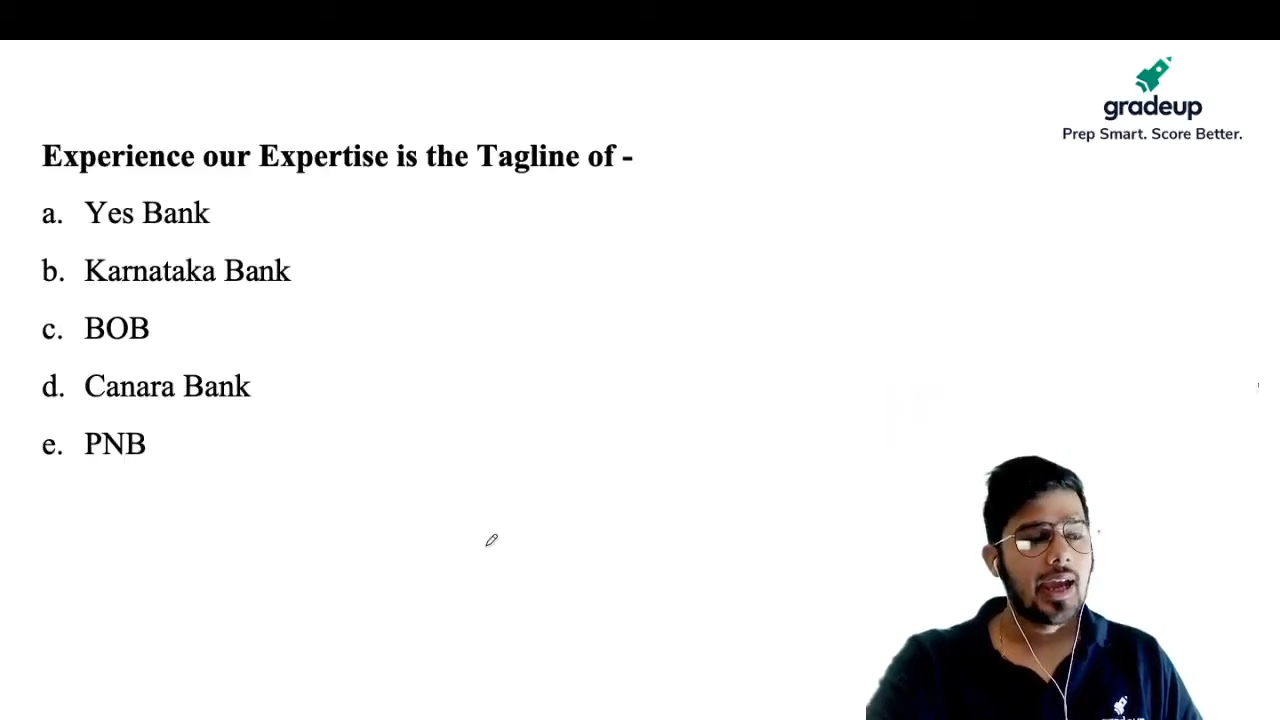 gradeup
Prep Smart. Score Better.
Experience our Expertise is the Tagline of -
a. Yes Bank
b. Karnataka Bank
c. BOB
d. Canara Bank
e. PNB